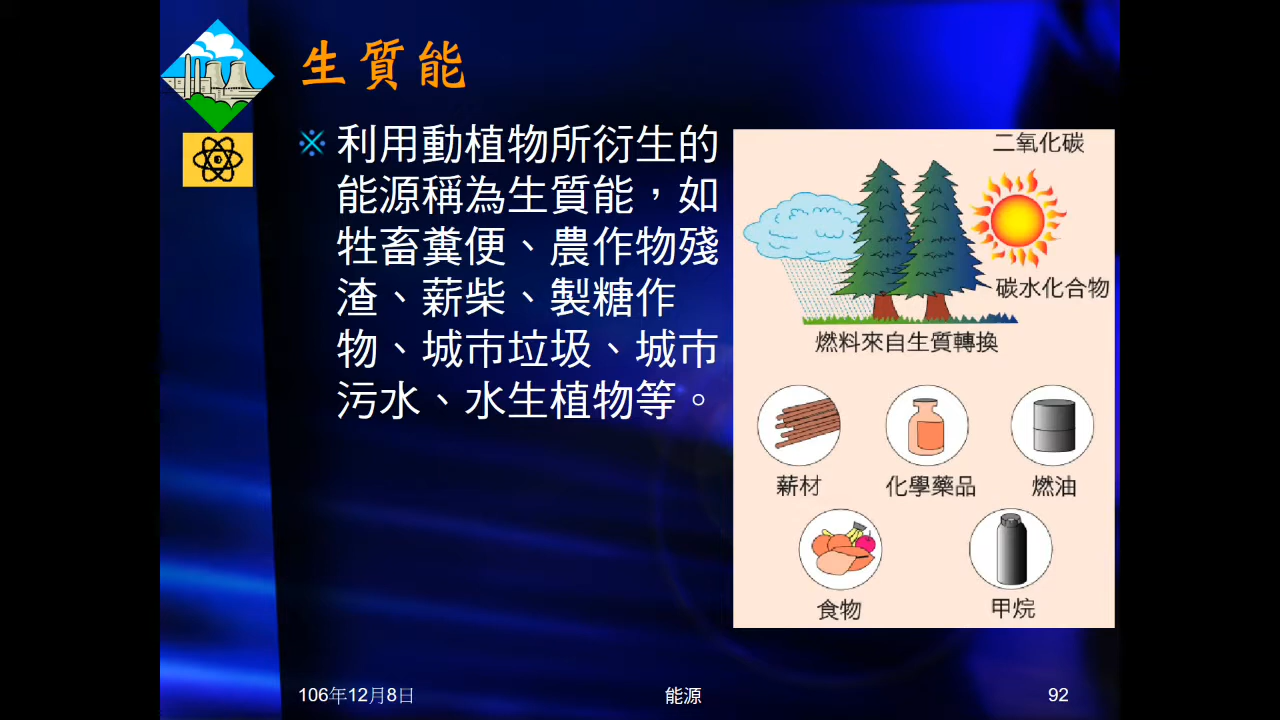 生質能
※ 利用動植物所衍生的
能源稱為生質能，如
牲畜糞便、農作物殘
渣、薪柴、製糖作
物、城市垃圾、城市
污水、水生植物等。
二氧化碳
碳水化合物
燃料來自生質轉換
薪材
化學藥品
燃油
食物
甲烷
106年12月8日
能源
92